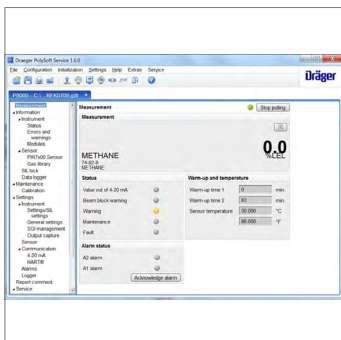 Draeger PolySoft Service 1.6.0
File Configuration Initialization Settings Help Extras Service
Dräger
Measurement
Stop polling
Measurement
0.0
%LEL
METHANE
74-82-8
METHANE
Information
Instrument
Status
Errors and
warnings
Modules
Sensor
Gas library
SIL lock
Data logger
Maintenance
Calibration
Settings
Instrument
Settings/SIL
settings
General settings
SGI management
Output capture
Sensor
Communication
4-20 mA
HART®
Alarms
Logger
Report comment
Service
Status
Value out of 4-20 mA
Beam block warning
Warning
Maintenance
Fault
Warm-up and temperature
Warm-up time 1 0 min
Warm-up time 2 min
Sensor temperature 30.000 °C
°F
Alarm status
A2 alarm
A1 alarm
Acknowledge alarm